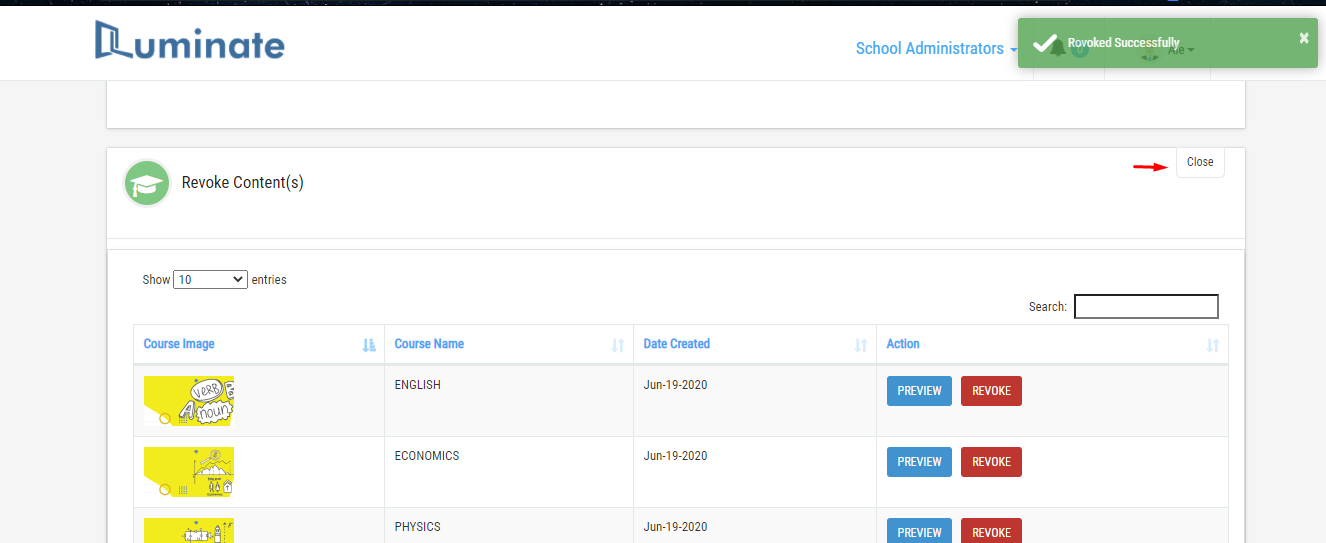 Luminate
School Administrators
Rovoked Successfully ×
Ale
Close
Revoke Content(s)
Show 10 entries
Search:
Course Image Course Name Date Created Action
VERB
A noun
ENGLISH Jun-19-2020 PREVIEW REVOKE
ECONOMICS Jun-19-2020 PREVIEW REVOKE
PHYSICS Jun-19-2020 PREVIEW REVOKE